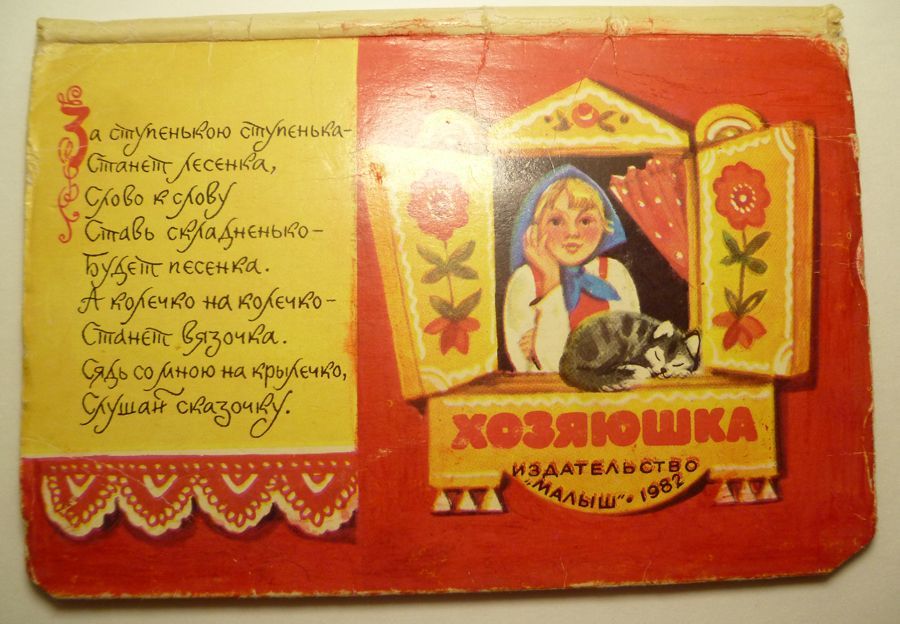 За ступенькою ступенька-
Станет лесенка,
Слово к слову
Ставь складненько-
Будет песенка.
А колечко на колечко-
Станет вязочка.
Сядь со мною на крылечко,
Слушай сказочку.
ХОЗЯЮШКА
ИЗДАТЕЛЬСТВО
„МАЛЫШ“• 1982